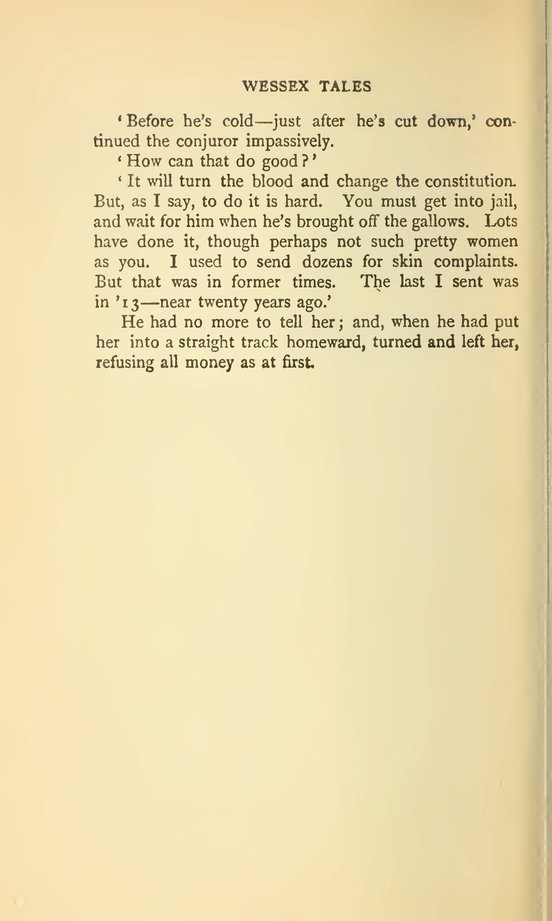 WESSEX TALES
‘Before he’s cold—just after he’s cut down,’ con-
tinued the conjuror impassively.
‘How can that do good?’
‘It will turn the blood and change the constitution.
But, as I say, to do it is hard. You must get into jail,
and wait for him when he’s brought off the gallows. Lots
have done it, though perhaps not such pretty women
as you. I used to send dozens for skin complaints.
But that was in former times. The last I sent was
in ’13—near twenty years ago.’
He had no more to tell her; and, when he had put
her into a straight track homeward, turned and left her,
refusing all money as at first.